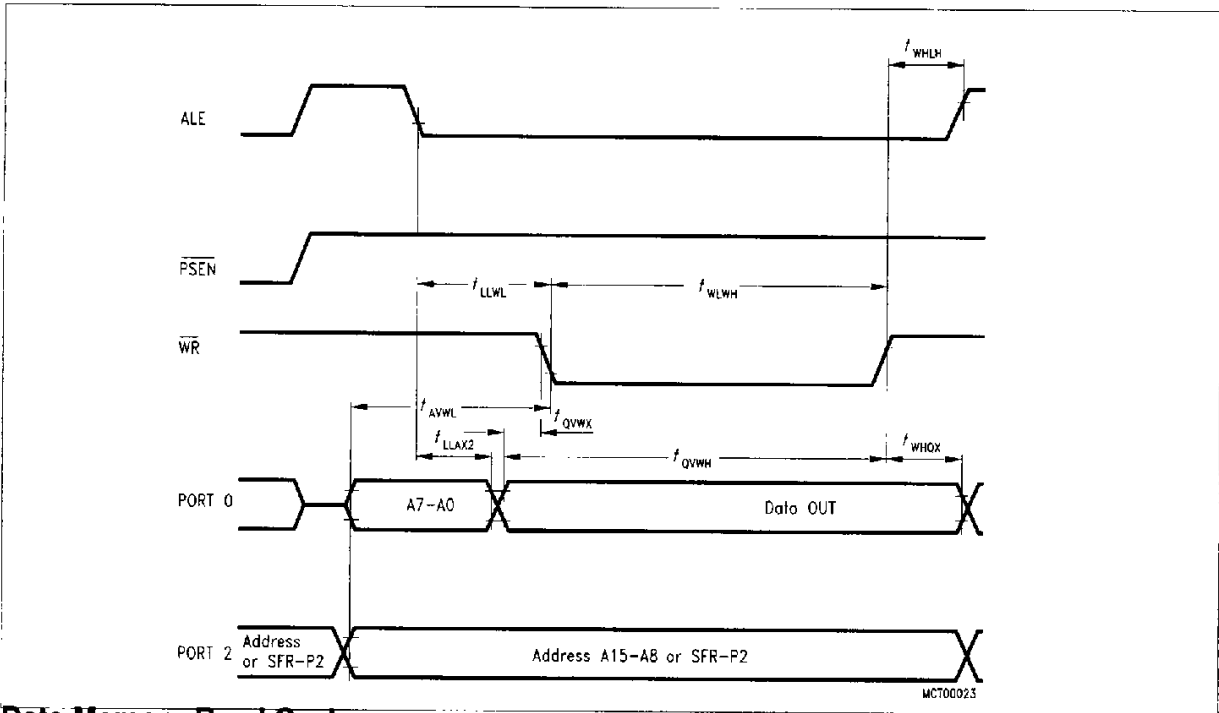 t WHLH
ALE
PSEN
t LLWL
t WLWH
WR
t AVWL
t QVWX
t LLAX2
t QVWH
t WHQX
PORT 0
A7-A0
Data OUT
PORT 2
Address
or SFR-P2
Address A15-A8 or SFR-P2
MCT00023